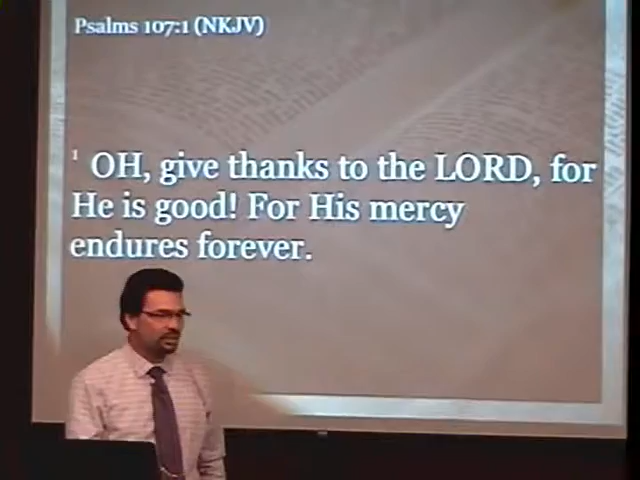 Psalms 107:1 (NKJV)
1 OH, give thanks to the LORD, for
He is good! For His mercy
endures forever.